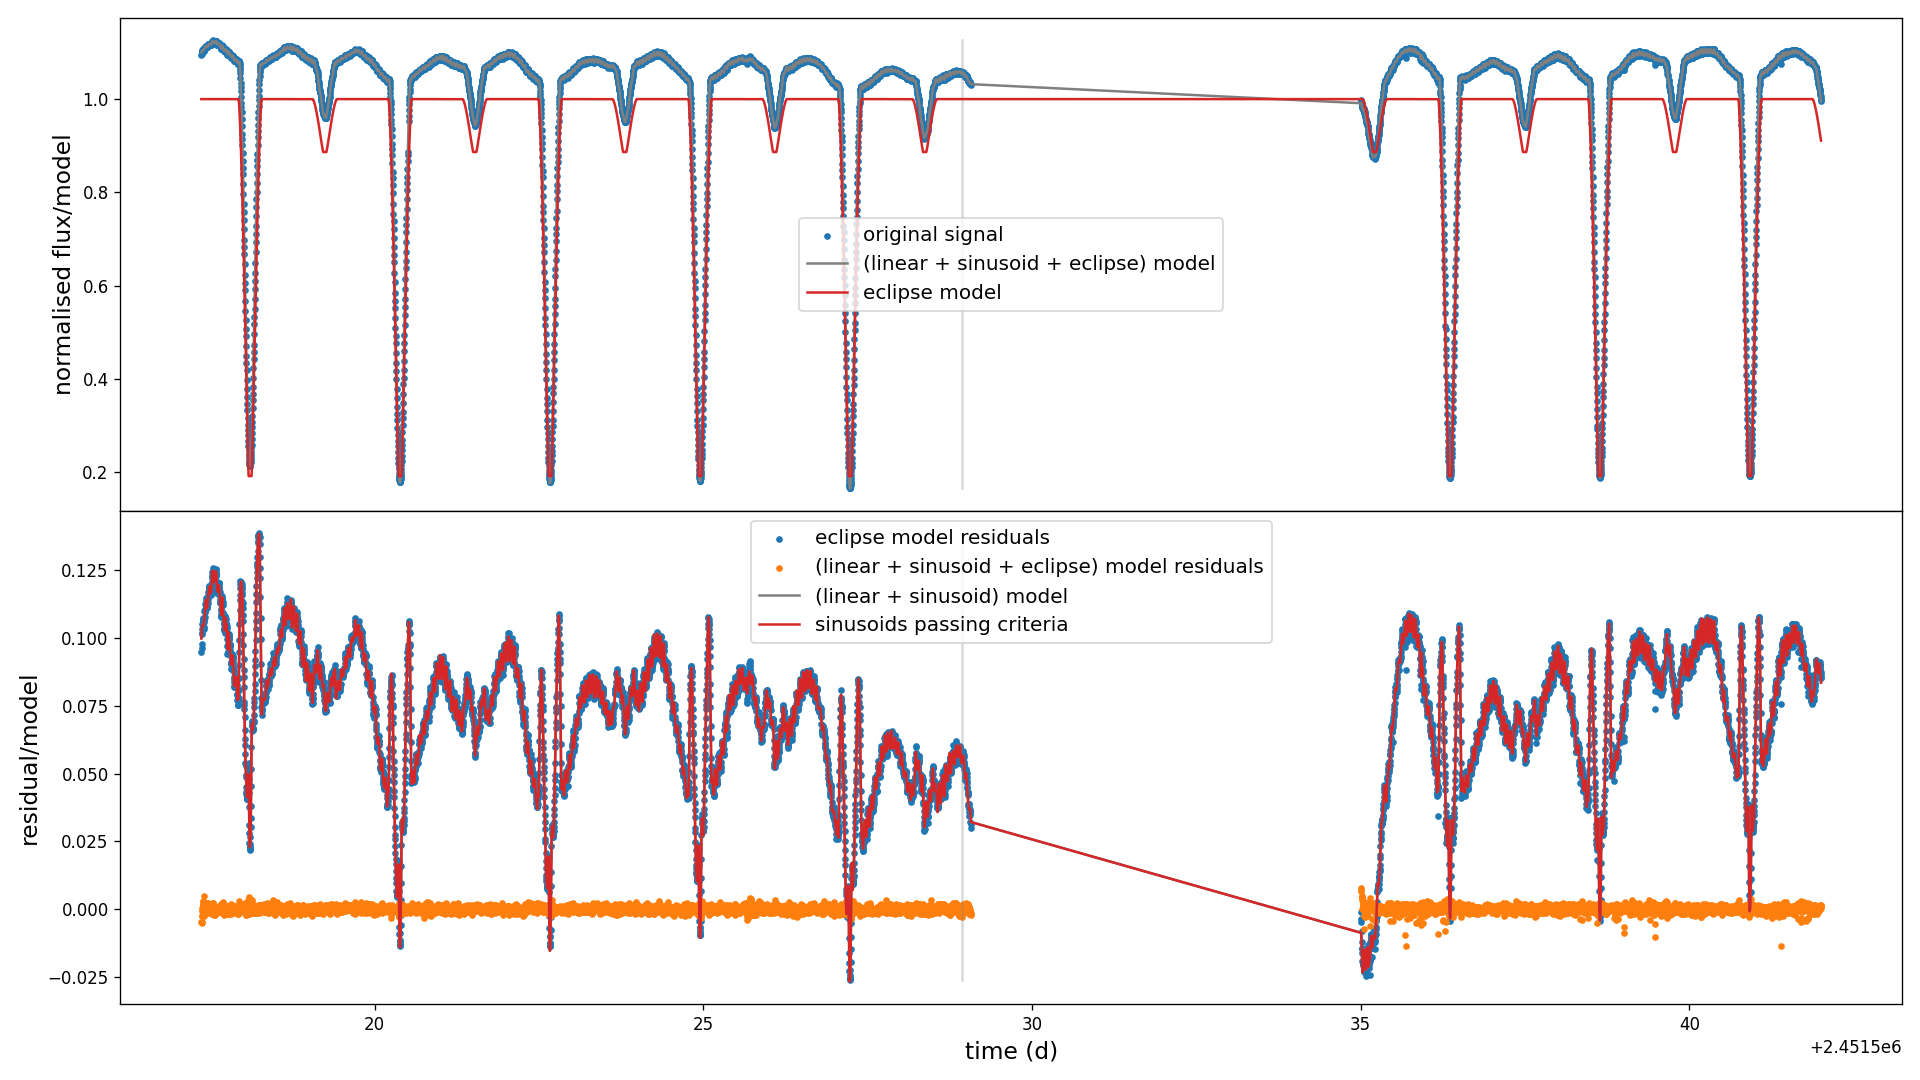 normalised flux/model
1.0
0.8
0.6
0.4
0.2
original signal
(linear + sinusoid + eclipse) model
eclipse model
residual/model
0.125
0.100
0.075
0.050
0.025
0.000
−0.025
eclipse model residuals
(linear + sinusoid + eclipse) model residuals
(linear + sinusoid) model
sinusoids passing criteria
20
25
30
35
40
time (d)
+2.4515e6